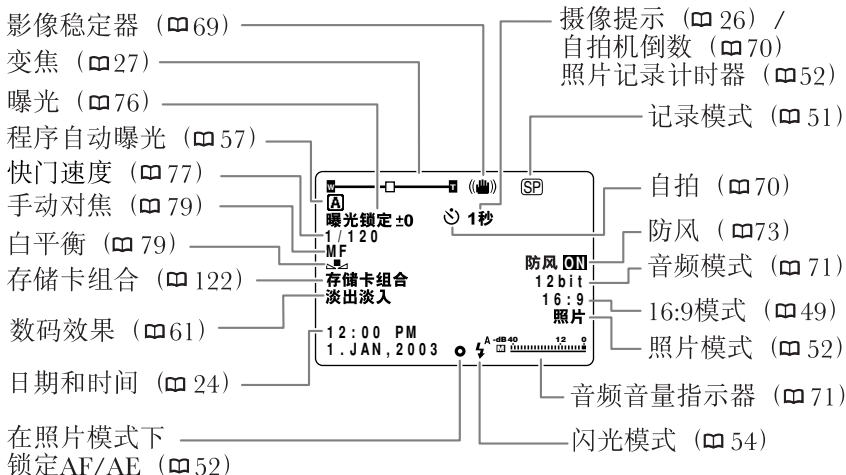 影像稳定器（69）
变焦（27）
曝光（76）
程序自动曝光（57）
快门速度（77）
手动对焦（79）
白平衡（79）
存储卡组合（122）
数码效果（61）
日期和时间（24）
在照片模式下
锁定AF/AE（52）
摄像提示（26）/
自拍机倒数（70）
照片记录计时器（52）
记录模式（51）
自拍（70）
防风（73）
音频模式（71）
16:9模式（49）
照片模式（52）
音频音量指示器（71）
闪光模式（54）
W T SP
A
曝光锁定±0 1秒
1/120
MF
防风 ON
存储卡组合 12bit
淡出淡入 16:9
照片
12:00 PM
1.JAN,2003
A -dB 40 12 0
M